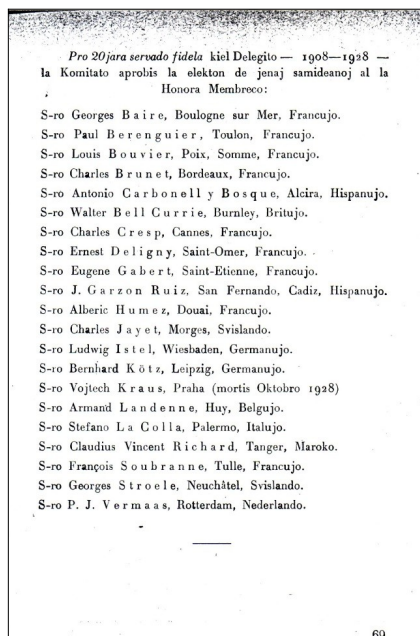 Pro 20jara servado fidela kiel Delegito — 1908—1928 —
la Komitato aprobis la elekton de jenaj samideanoj al la
Honora Membreco:
S-ro Georges Baire, Boulogne sur Mer, Francujo.
S-ro Paul Berenguier, Toulon, Francujo.
S-ro Louis Bouvier, Poix, Somme, Francujo.
S-ro Charles Brunet, Bordeaux, Francujo.
S-ro Antonio Carbonell y Bosque, Alcira, Hispanujo.
S-ro Walter Bell Currie, Burnley, Britujo.
S-ro Charles Cresp, Cannes, Francujo.
S-ro Ernest Deligny, Saint-Omer, Francujo.
S-ro Eugene Gabert, Saint-Etienne, Francujo.
S-ro J. Garzon Ruiz, San Fernando, Cadiz, Hispanujo.
S-ro Alberic Humez, Douai, Francujo.
S-ro Charles Jayet, Morges, Svislando.
S-ro Ludwig Istel, Wiesbaden, Germanujo.
S-ro Bernhard Kötz, Leipzig, Germanujo.
S-ro Vojtech Kraus, Praha (mortis Oktobro 1928)
S-ro Armand Landenne, Huy, Belgujo.
S-ro Stefano La Colla, Palermo, Italujo.
S-ro Claudius Vincent Richard, Tanger, Maroko.
S-ro François Soubranne, Tulle, Francujo.
S-ro Georges Stroele, Neuchâtel, Svislando.
S-ro P. J. Vermaas, Rotterdam, Nederlando.
69